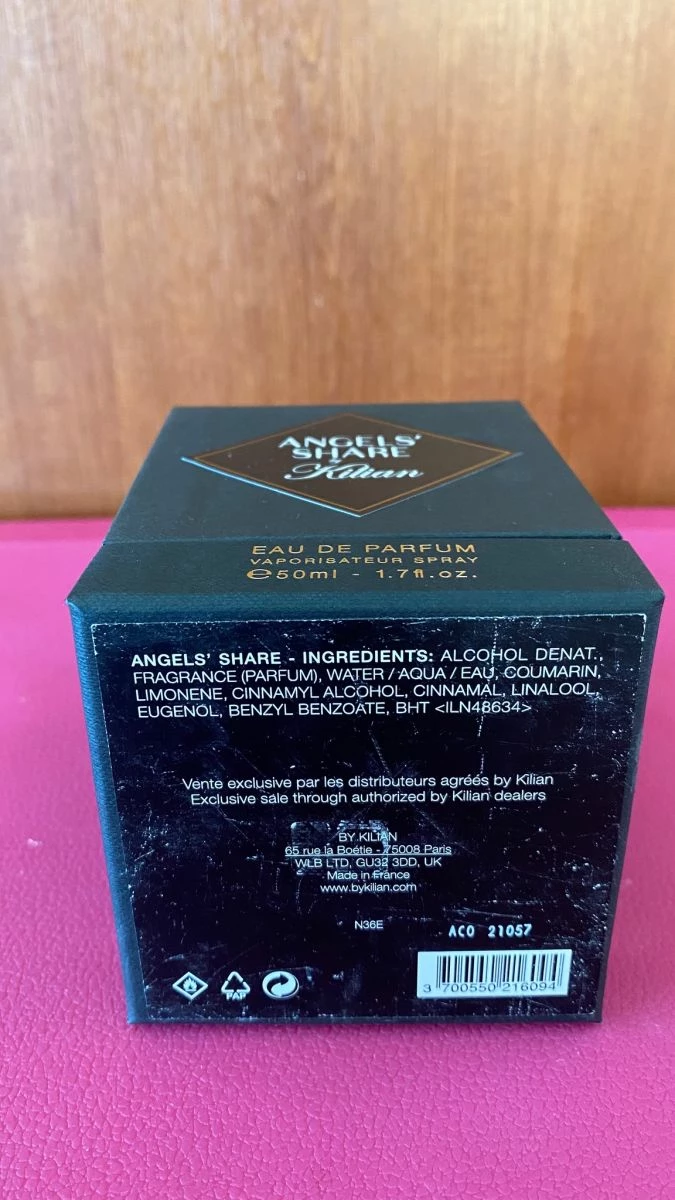 ANGELS'
SHARE
by
Kilian
EAU DE PARFUM
VAPORISATEUR SPRAY
℮50ml - 1.7fl.oz.
ANGELS' SHARE - INGREDIENTS: ALCOHOL DENAT.,
FRAGRANCE (PARFUM), WATER / AQUA / EAU, COUMARIN,
LIMONENE, CINNAMYL ALCOHOL, CINNAMAL, LINALOOL,
EUGENOL, BENZYL BENZOATE, BHT <ILN48634>
Vente exclusive par les distributeurs agréés by Kilian
Exclusive sale through authorized by Kilian dealers
BY KILIAN
65 rue la Boétie - 75008 Paris
WLB LTD, GU32 3DD, UK
Made in France
www.bykilian.com
N36E
AC0 21057
PAP
3 700550 216094